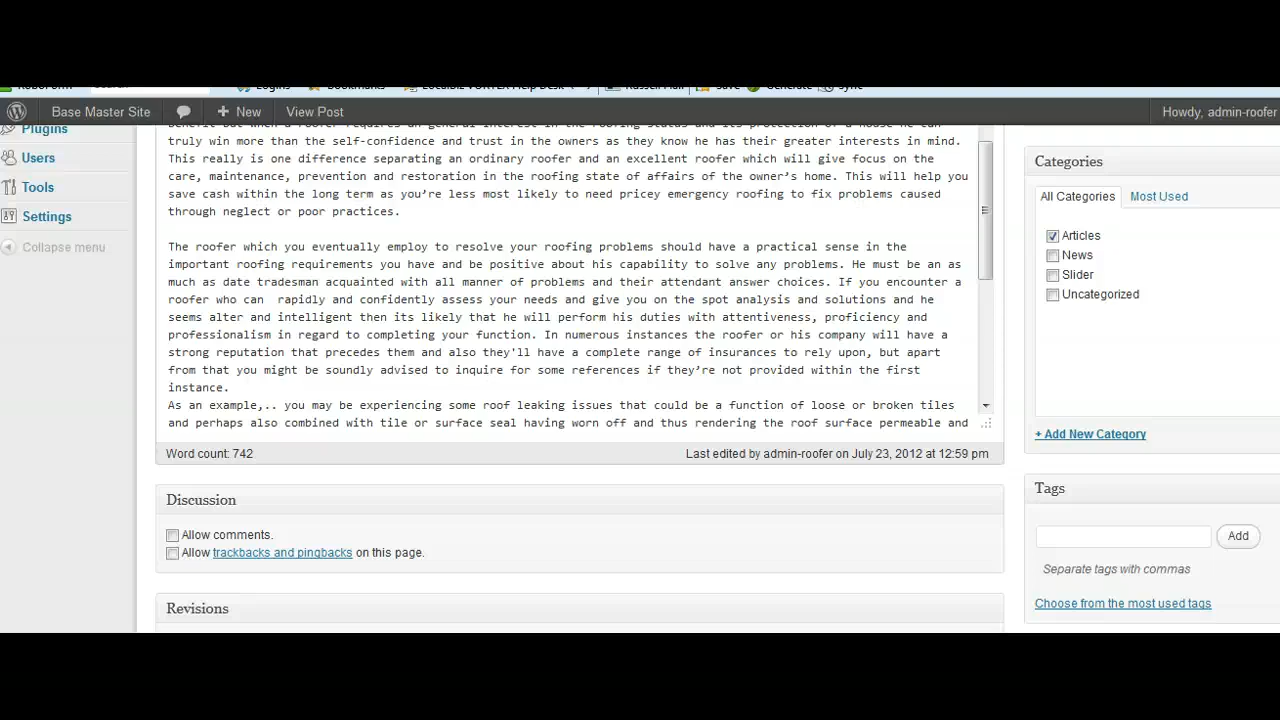 Base Master Site
New
View Post
Howdy, admin-roofer
Plugins
Users
Tools
Settings
Collapse menu
truly win more than the self-confidence and trust in the owners as they know he has their greater interests in mind.
This really is one difference separating an ordinary roofer and an excellent roofer which will give focus on the
care, maintenance, prevention and restoration in the roofing state of affairs of the owner’s home. This will help you
save cash within the long term as you’re less most likely to need pricey emergency roofing to fix problems caused
through neglect or poor practices.
The roofer which you eventually employ to resolve your roofing problems should have a practical sense in the
important roofing requirements you have and be positive about his capability to solve any problems. He must be an as
much as date tradesman acquainted with all manner of problems and their attendant answer choices. If you encounter a
roofer who can  rapidly and confidently assess your needs and give you on the spot analysis and solutions and he
seems alter and intelligent then its likely that he will perform his duties with attentiveness, proficiency and
professionalism in regard to completing your function. In numerous instances the roofer or his company will have a
strong reputation that precedes them and also they'll have a complete range of insurances to rely upon, but apart
from that you might be soundly advised to inquire for some references if they’re not provided within the first
instance.
As an example,.. you may be experiencing some roof leaking issues that could be a function of loose or broken tiles
and perhaps also combined with tile or surface seal having worn off and thus rendering the roof surface permeable and
Word count: 742
Last edited by admin-roofer on July 23, 2012 at 12:59 pm
Discussion
Allow comments.
Allow trackbacks and pingbacks on this page.
Revisions
Categories
All Categories
Most Used
Articles
News
Slider
Uncategorized
+ Add New Category
Tags
Add
Separate tags with commas
Choose from the most used tags